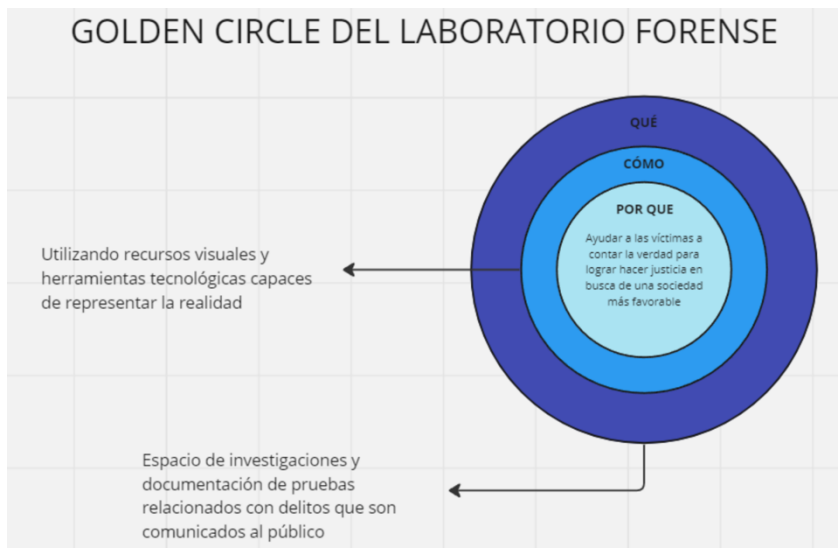 GOLDEN CIRCLE DEL LABORATORIO FORENSE
QUÉ
CÓMO
POR QUE
Ayudar a las víctimas a
contar la verdad para
lograr hacer justicia en
busca de una sociedad
más favorable
Utilizando recursos visuales y
herramientas tecnológicas capaces
de representar la realidad
Espacio de investigaciones y
documentación de pruebas
relacionados con delitos que son
comunicados al público